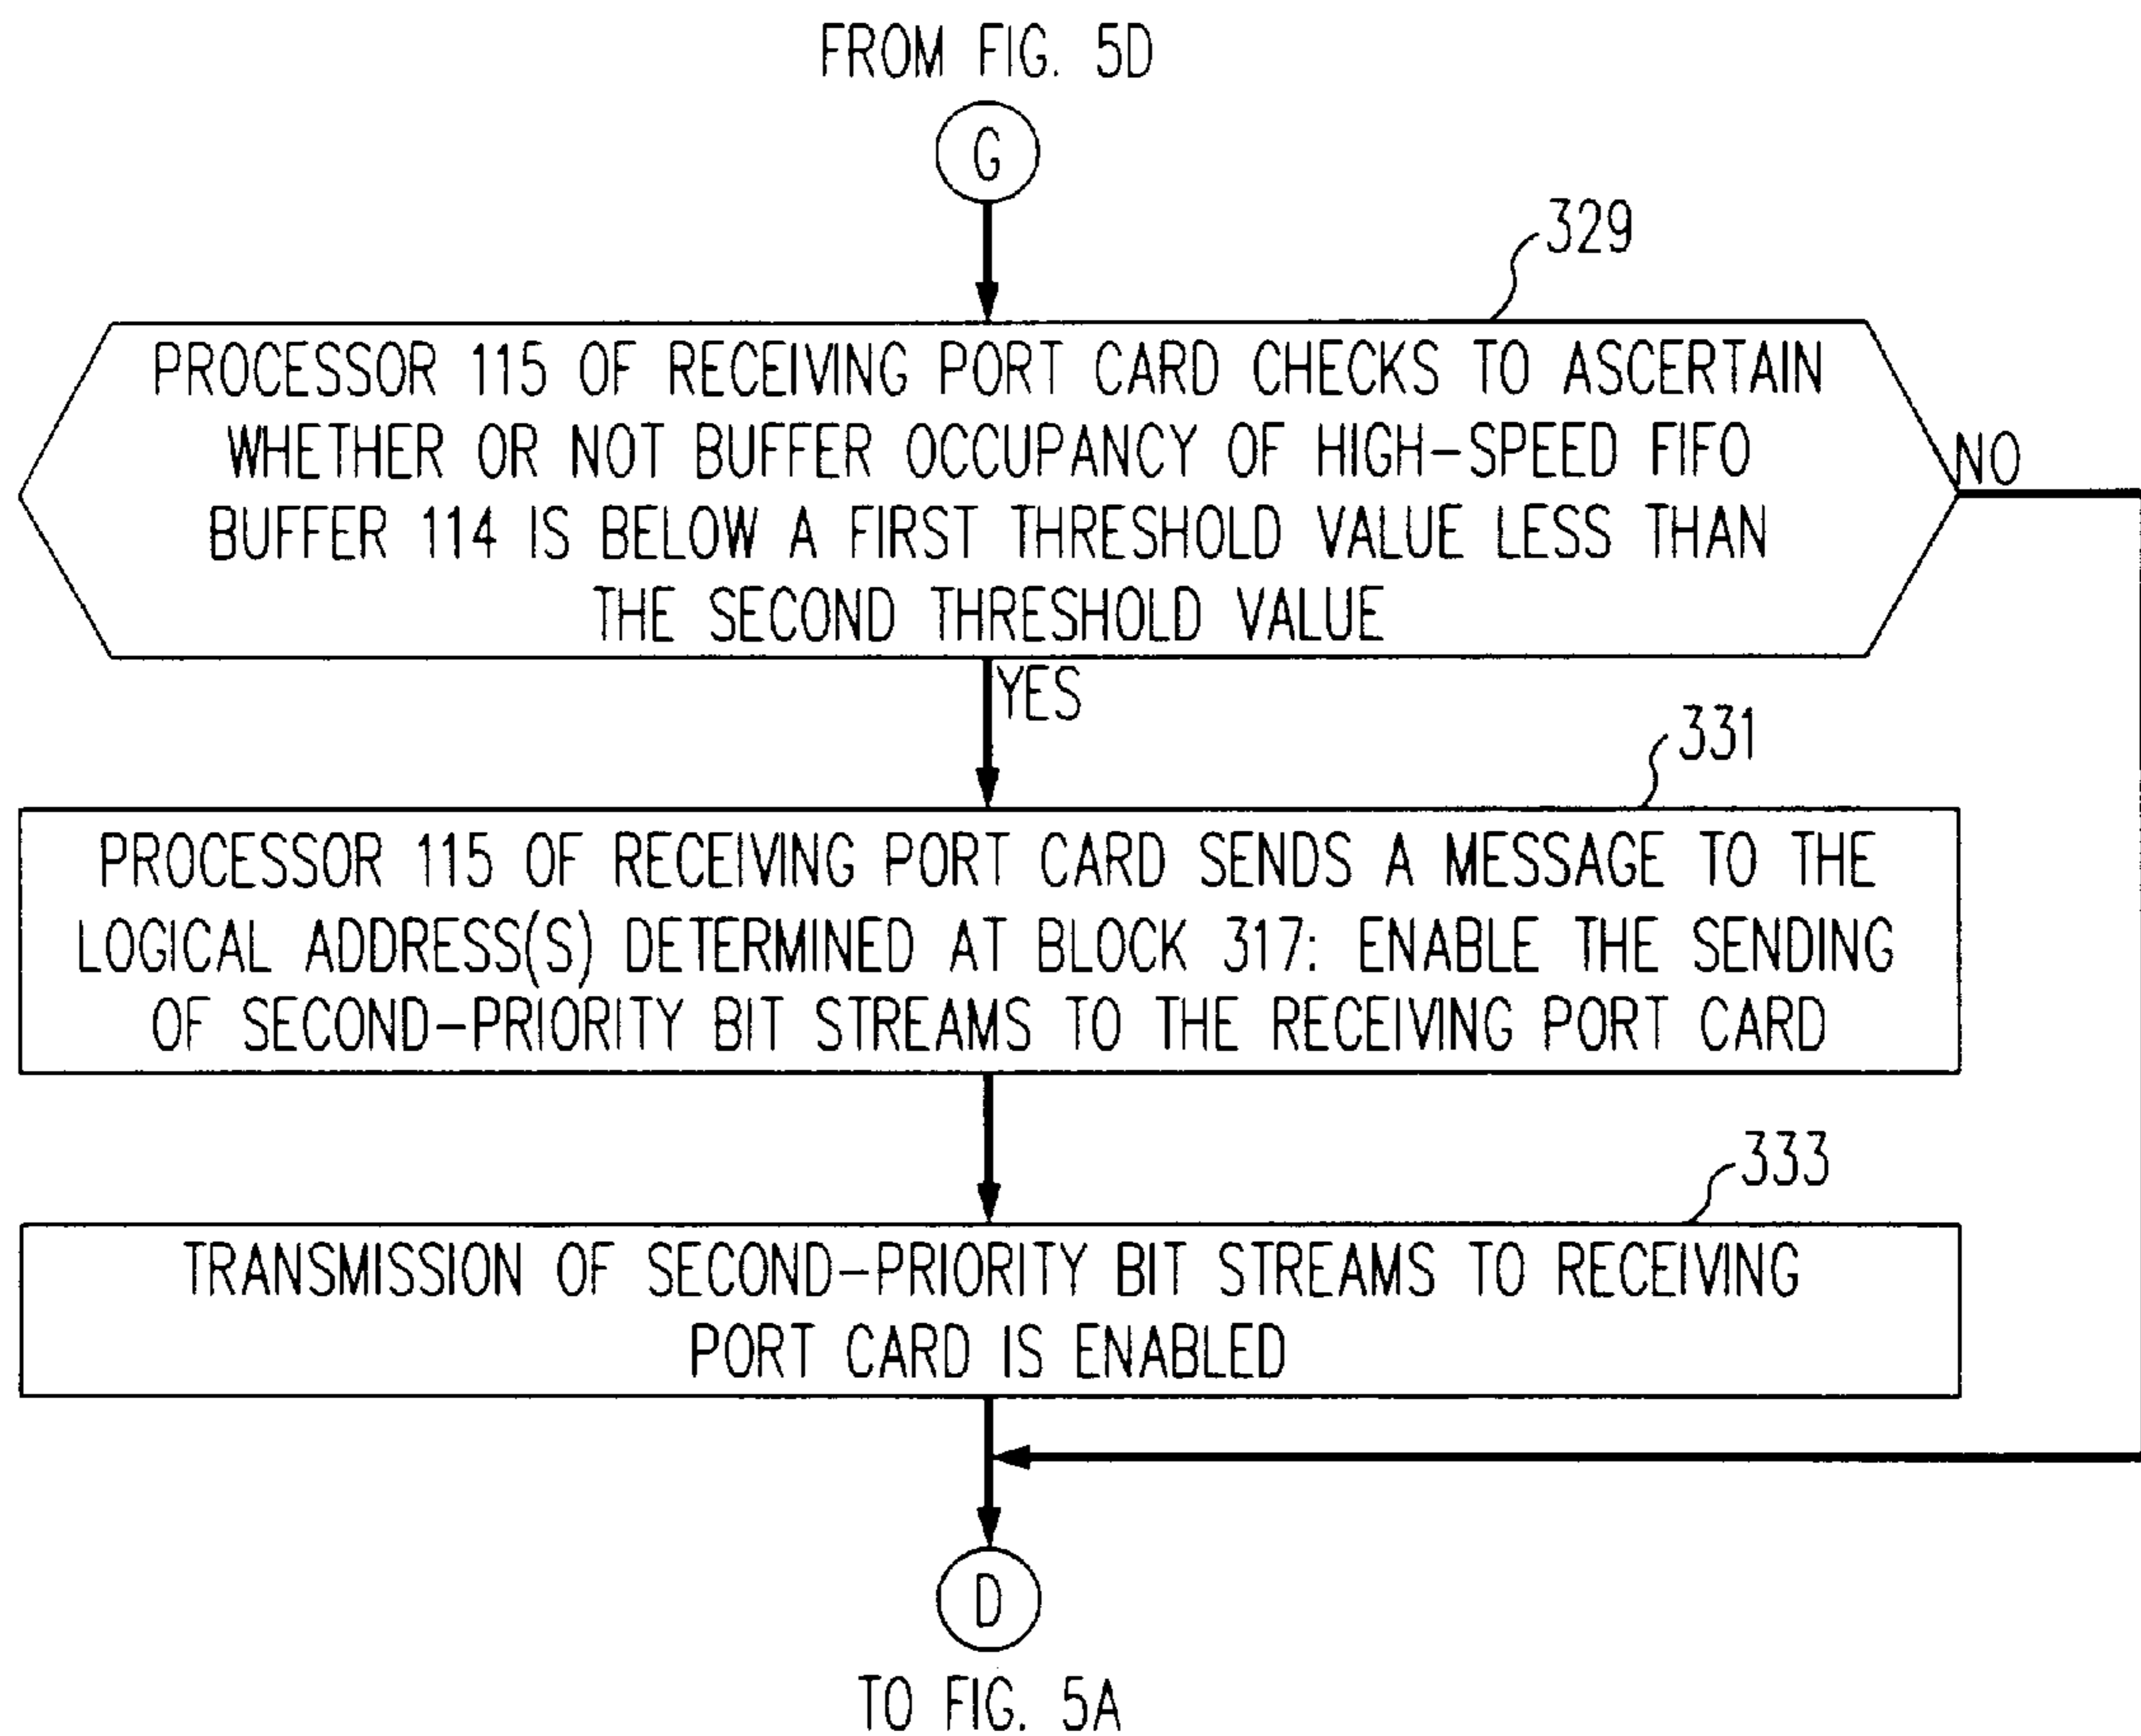 FROM FIG. 5D
G
329
PROCESSOR 115 OF RECEIVING PORT CARD CHECKS TO ASCERTAIN
WHETHER OR NOT BUFFER OCCUPANCY OF HIGH-SPEED FIFO
BUFFER 114 IS BELOW A FIRST THRESHOLD VALUE LESS THAN
THE SECOND THRESHOLD VALUE
NO
YES
331
PROCESSOR 115 OF RECEIVING PORT CARD SENDS A MESSAGE TO THE
LOGICAL ADDRESS(S) DETERMINED AT BLOCK 317: ENABLE THE SENDING
OF SECOND-PRIORITY BIT STREAMS TO THE RECEIVING PORT CARD
333
TRANSMISSION OF SECOND-PRIORITY BIT STREAMS TO RECEIVING
PORT CARD IS ENABLED
D
TO FIG. 5A